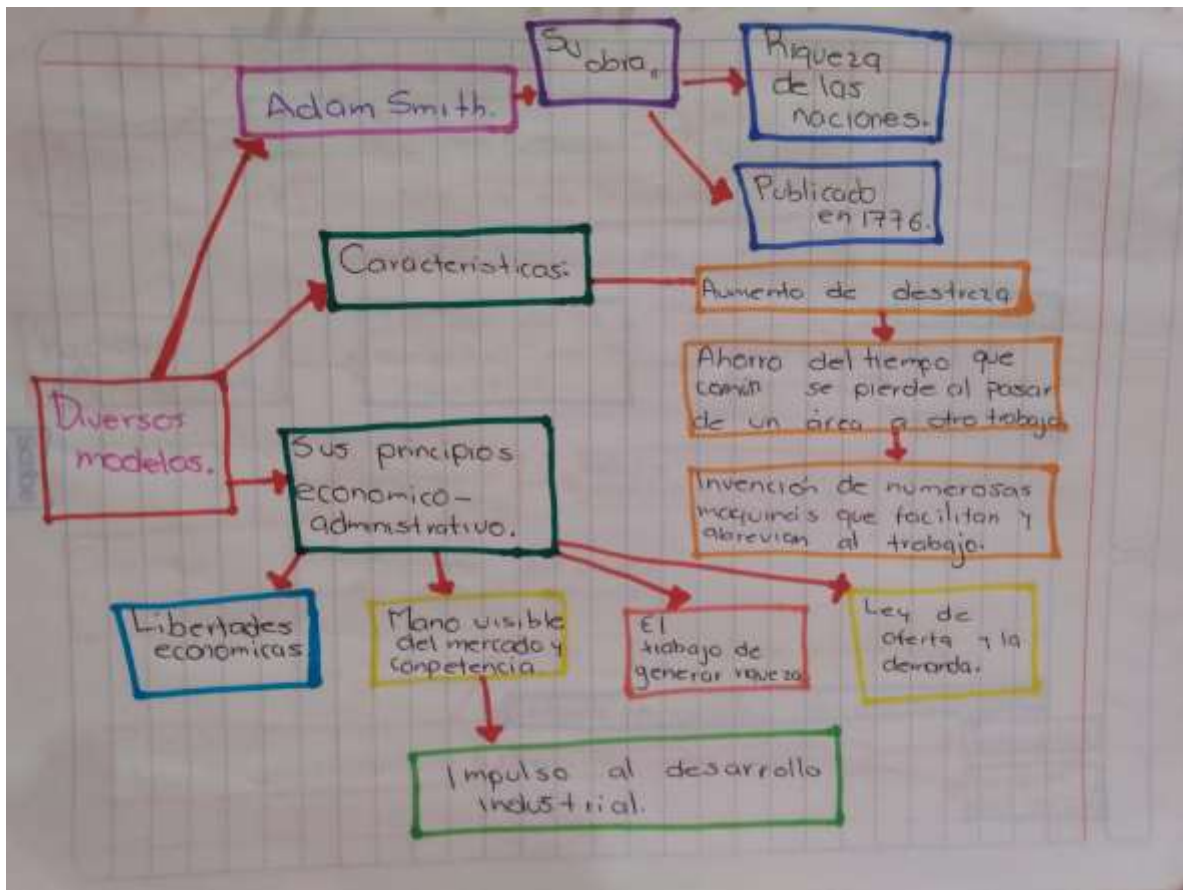 Su
obra.
Riqueza
de las
naciones.
Adam Smith.
Publicado
en 1776.
Características.
Aumento de destreza
Ahorro del tiempo que
común se pierde al pasar
de un área a otro trabajo
Diversos
modelos.
Sus principios
economico-
administrativo.
Invención de numerosas
maquinas que facilitan y
abrevian al trabajo.
Libertades
economicas
Mano visible
del mercado y
conpetencia
El
trabajo de
generar riqueza
Ley de
oferta y la
demanda.
Impulso al desarrollo
industrial.